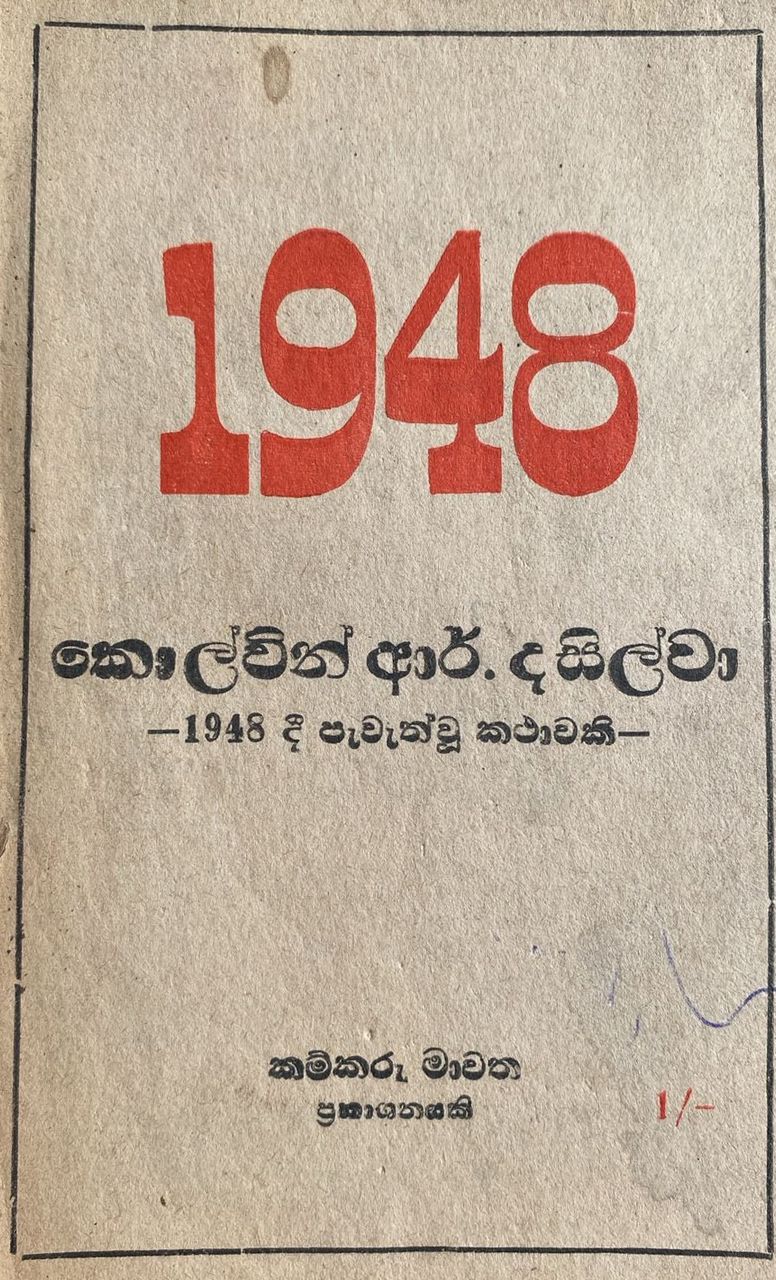 1948
කොල්වින් ආර්. ද සිල්වා
—1948 දී පැවැත්වූ කථාවකි—
කම්කරු මාවත
ප්‍රකාශනයකි
1/-